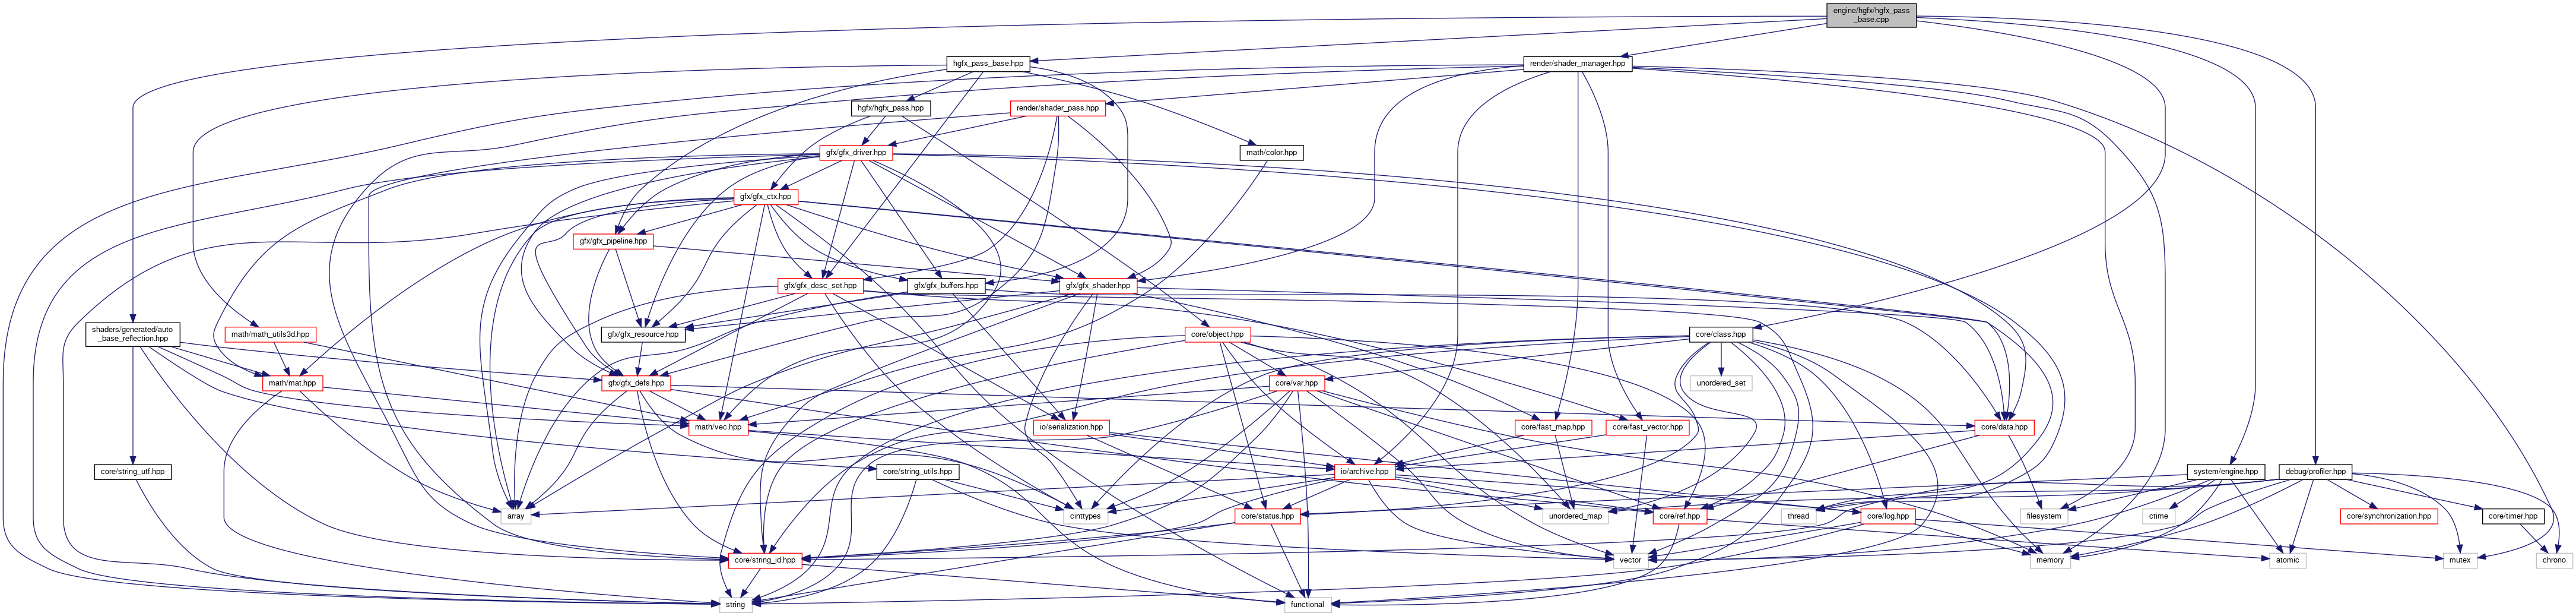 engine/hgfx/hgfx_pass
_base.cpp
hgfx_pass_base.hpp
render/shader_manager.hpp
hgfx/hgfx_pass.hpp
render/shader_pass.hpp
gfx/gfx_driver.hpp
math/color.hpp
gfx/gfx_ctx.hpp
gfx/gfx_pipeline.hpp
gfx/gfx_desc_set.hpp
gfx/gfx_buffers.hpp
gfx/gfx_shader.hpp
shaders/generated/auto
_base_reflection.hpp
math/math_utils3d.hpp
gfx/gfx_resource.hpp
core/object.hpp
core/class.hpp
math/mat.hpp
gfx/gfx_defs.hpp
core/var.hpp
unordered_set
math/vec.hpp
io/serialization.hpp
core/fast_map.hpp
core/fast_vector.hpp
core/data.hpp
core/string_utf.hpp
core/string_utils.hpp
io/archive.hpp
system/engine.hpp
debug/profiler.hpp
array
cinttypes
core/status.hpp
unordered_map
core/ref.hpp
thread
core/log.hpp
filesystem
ctime
core/synchronization.hpp
core/timer.hpp
core/string_id.hpp
vector
memory
atomic
mutex
chrono
string
functional